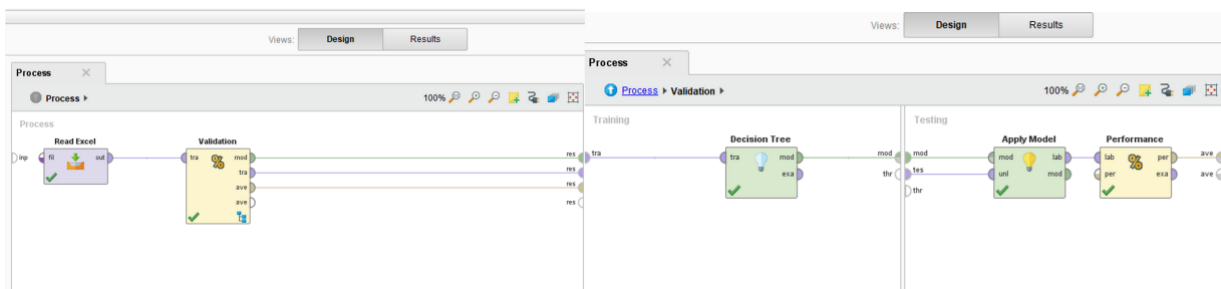 Views: Design Results
Process
Process
100%
Process
Read Excel
Validation
inp
fil
out
tra
mod
tra
ave
ave
res
res
res
res
Views: Design Results
Process
Process Validation
100%
Training
Decision Tree
tra
tra
mod
exa
mod
thr
Testing
Apply Model
Performance
mod
tes
thr
mod
unl
lab
mod
lab
per
per
exa
ave
ave